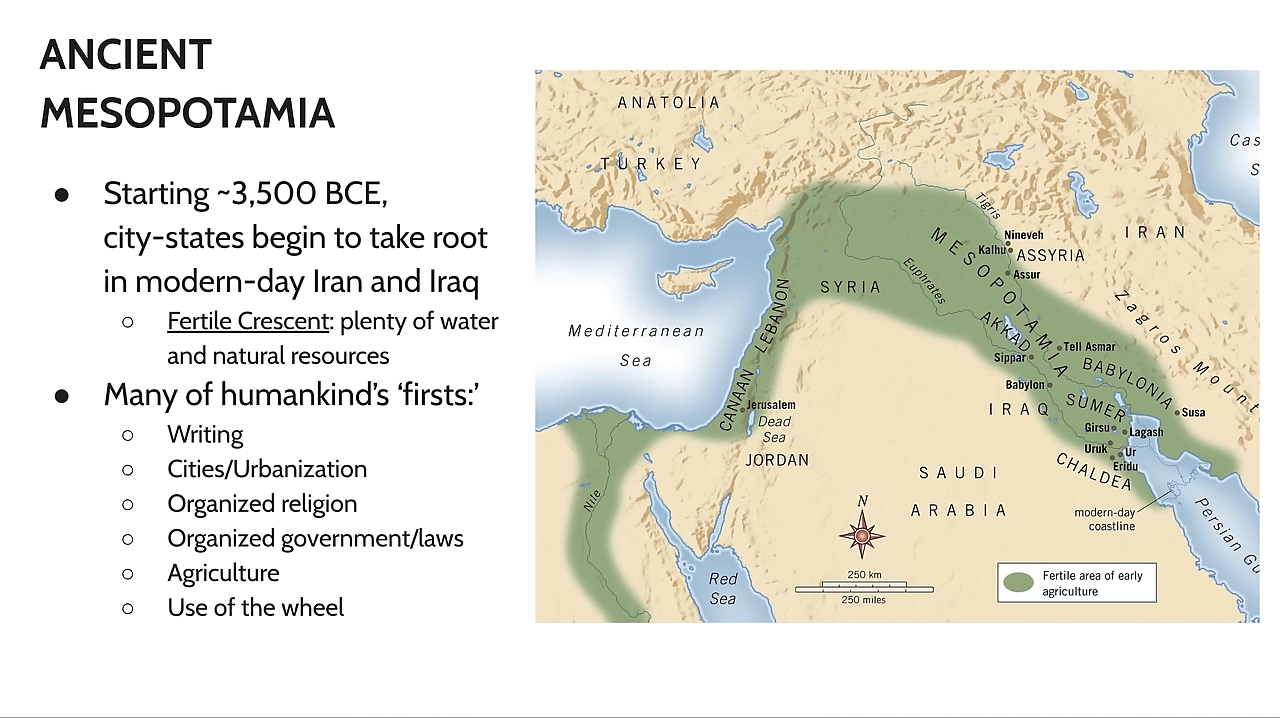 ANCIENT
MESOPOTAMIA
● Starting ~3,500 BCE,
city-states begin to take root
in modern-day Iran and Iraq
○ Fertile Crescent: plenty of water
and natural resources
● Many of humankind's 'firsts:'
○ Writing
○ Cities/Urbanization
○ Organized religion
○ Organized government/laws
○ Agriculture
○ Use of the wheel
ANATOLIA
TURKEY
Cas
S
Tigris
IRAN
Nineveh
Kalhu
ASSYRIA
Assur
MESOPOTAMIA
Euphrates
SYRIA
Zagros Mount
LEBANON
Mediterranean
Sea
AKKAD
Tell Asmar
Sippar
BABYLONIA
Babylon
CANAAN
Jerusalem
IRAQ
SUMER
Susa
Dead
Sea
Girsu
Lagash
JORDAN
Uruk
Ur
Eridu
CHALDEA
SAUDI
ARABIA
Nile
N
modern-day
coastline
Persian Gu
Red
Sea
250 km
250 miles
Fertile area of early
agriculture